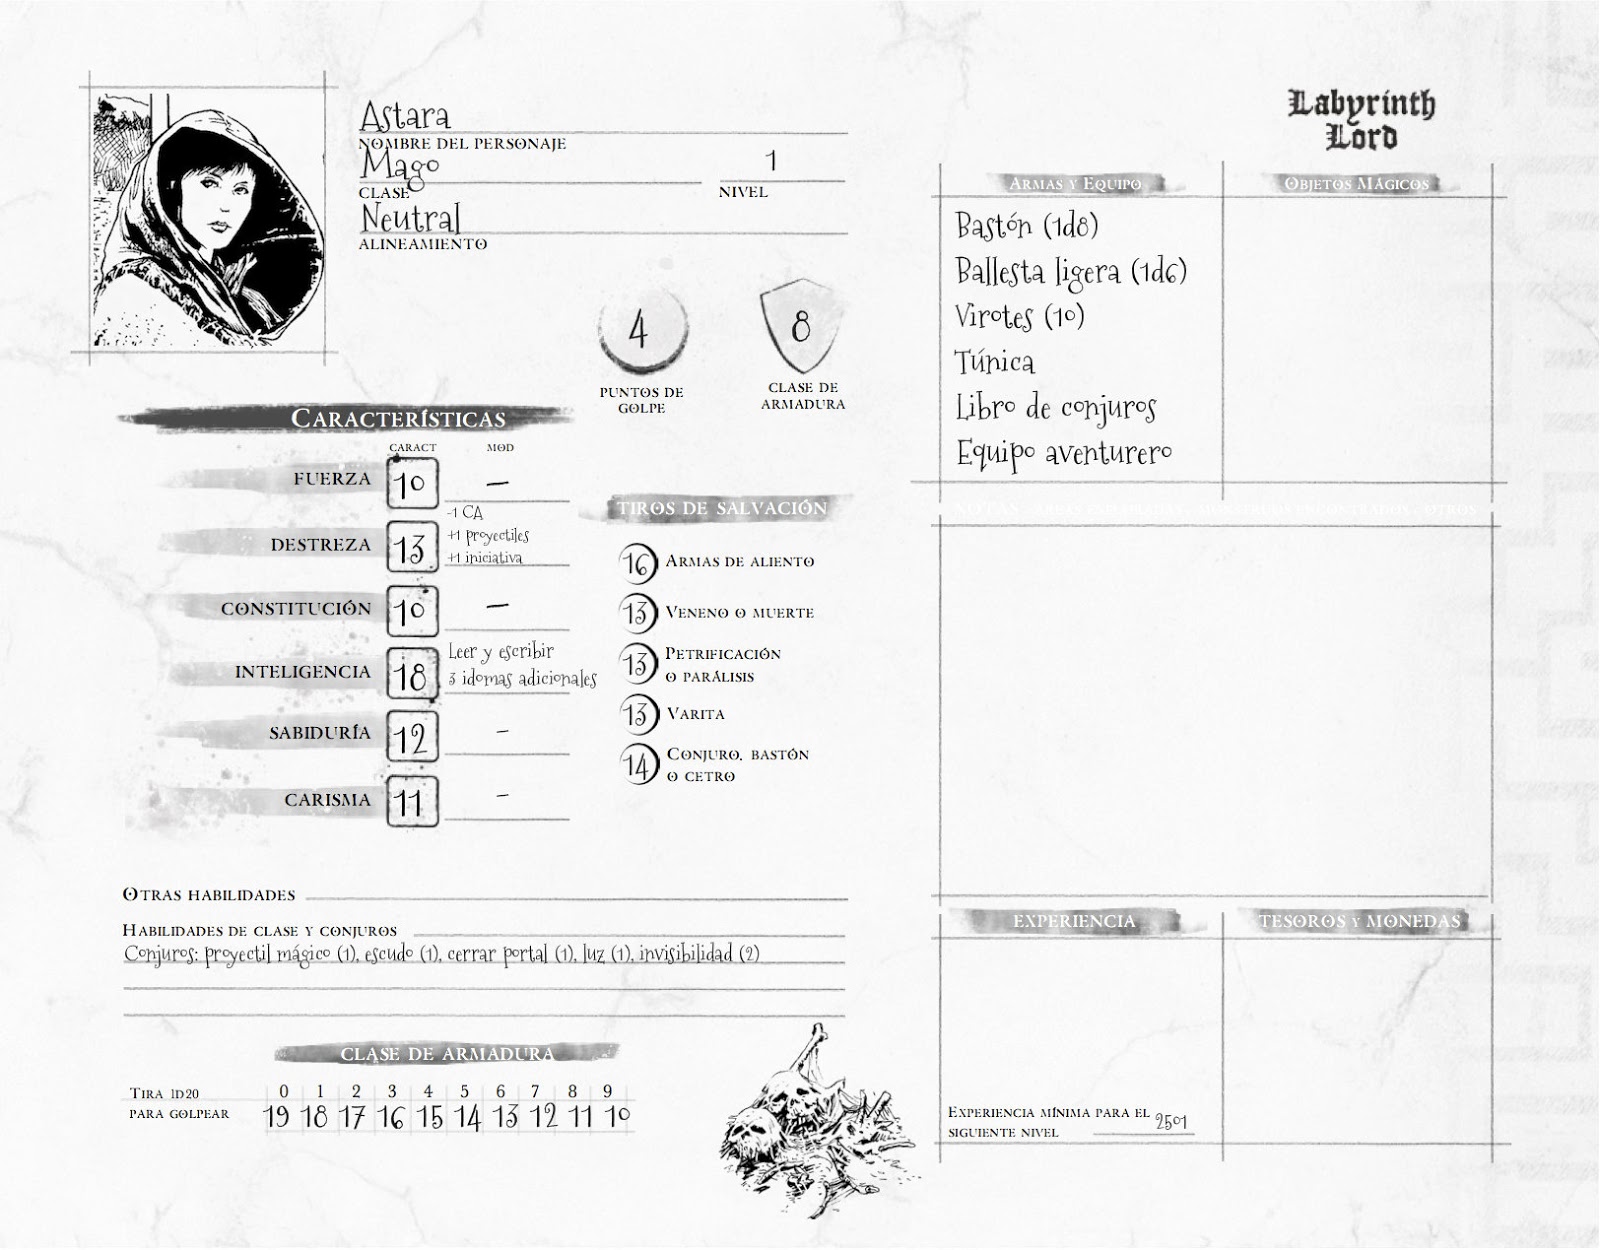 Astara
NOMBRE DEL PERSONAJE
Mago
1
CLASE
NIVEL
Neutral
ALINEAMIENTO
4
8
PUNTOS DE
GOLPE
CLASE DE
ARMADURA
CARACTERÍSTICAS
CARACT MOD
FUERZA 10 —
DESTREZA 13
-1 CA
+1 proyectiles
+1 iniciativa
CONSTITUCIÓN 10 —
INTELIGENCIA 18
Leer y escribir
3 idomas adicionales
SABIDURÍA 12 –
CARISMA 11 –
TIROS DE SALVACIÓN
16 ARMAS DE ALIENTO
13 VENENO O MUERTE
13 PETRIFICACIÓN
O PARÁLISIS
13 VARITA
14 CONJURO, BASTÓN
O CETRO
OTRAS HABILIDADES
HABILIDADES DE CLASE Y CONJUROS
Conjuros: proyectil mágico (1), escudo (1), cerrar portal (1), luz (1), invisibilidad (2)
CLASE DE ARMADURA
TIRA 1D20 0 1 2 3 4 5 6 7 8 9
PARA GOLPEAR 19 18 17 16 15 14 13 12 11 10
Labyrinth
Lord
ARMAS Y EQUIPO
OBJETOS MÁGICOS
Bastón (1d8)
Ballesta ligera (1d6)
Virotes (10)
Túnica
Libro de conjuros
Equipo aventurero
NOTAS
EXPERIENCIA
TESOROS Y MONEDAS
EXPERIENCIA MÍNIMA PARA EL
SIGUIENTE NIVEL 2501